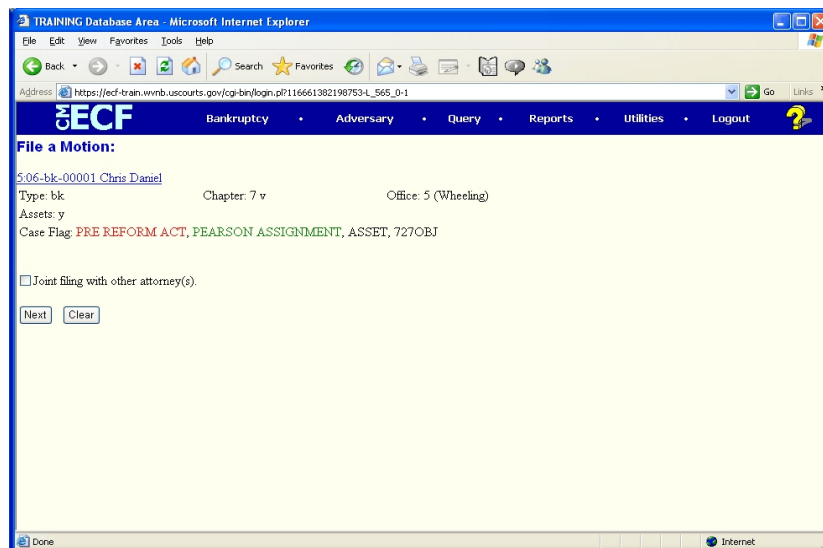 TRAINING Database Area - Microsoft Internet Explorer
File Edit View Favorites Tools Help
Back Search Favorites
Address https://ecf-train.wvnb.uscourts.gov/cgi-bin/login.pl?116661382198753-L_565_0-1 Go Links
CM ECF Bankruptcy • Adversary • Query • Reports • Utilities • Logout ?
File a Motion:
5:06-bk-00001 Chris Daniel
Type: bk Chapter: 7 v Office: 5 (Wheeling)
Assets: y
Case Flag: PRE REFORM ACT, PEARSON ASSIGNMENT, ASSET, 727OBJ
Joint filing with other attorney(s).
Next Clear
Done Internet